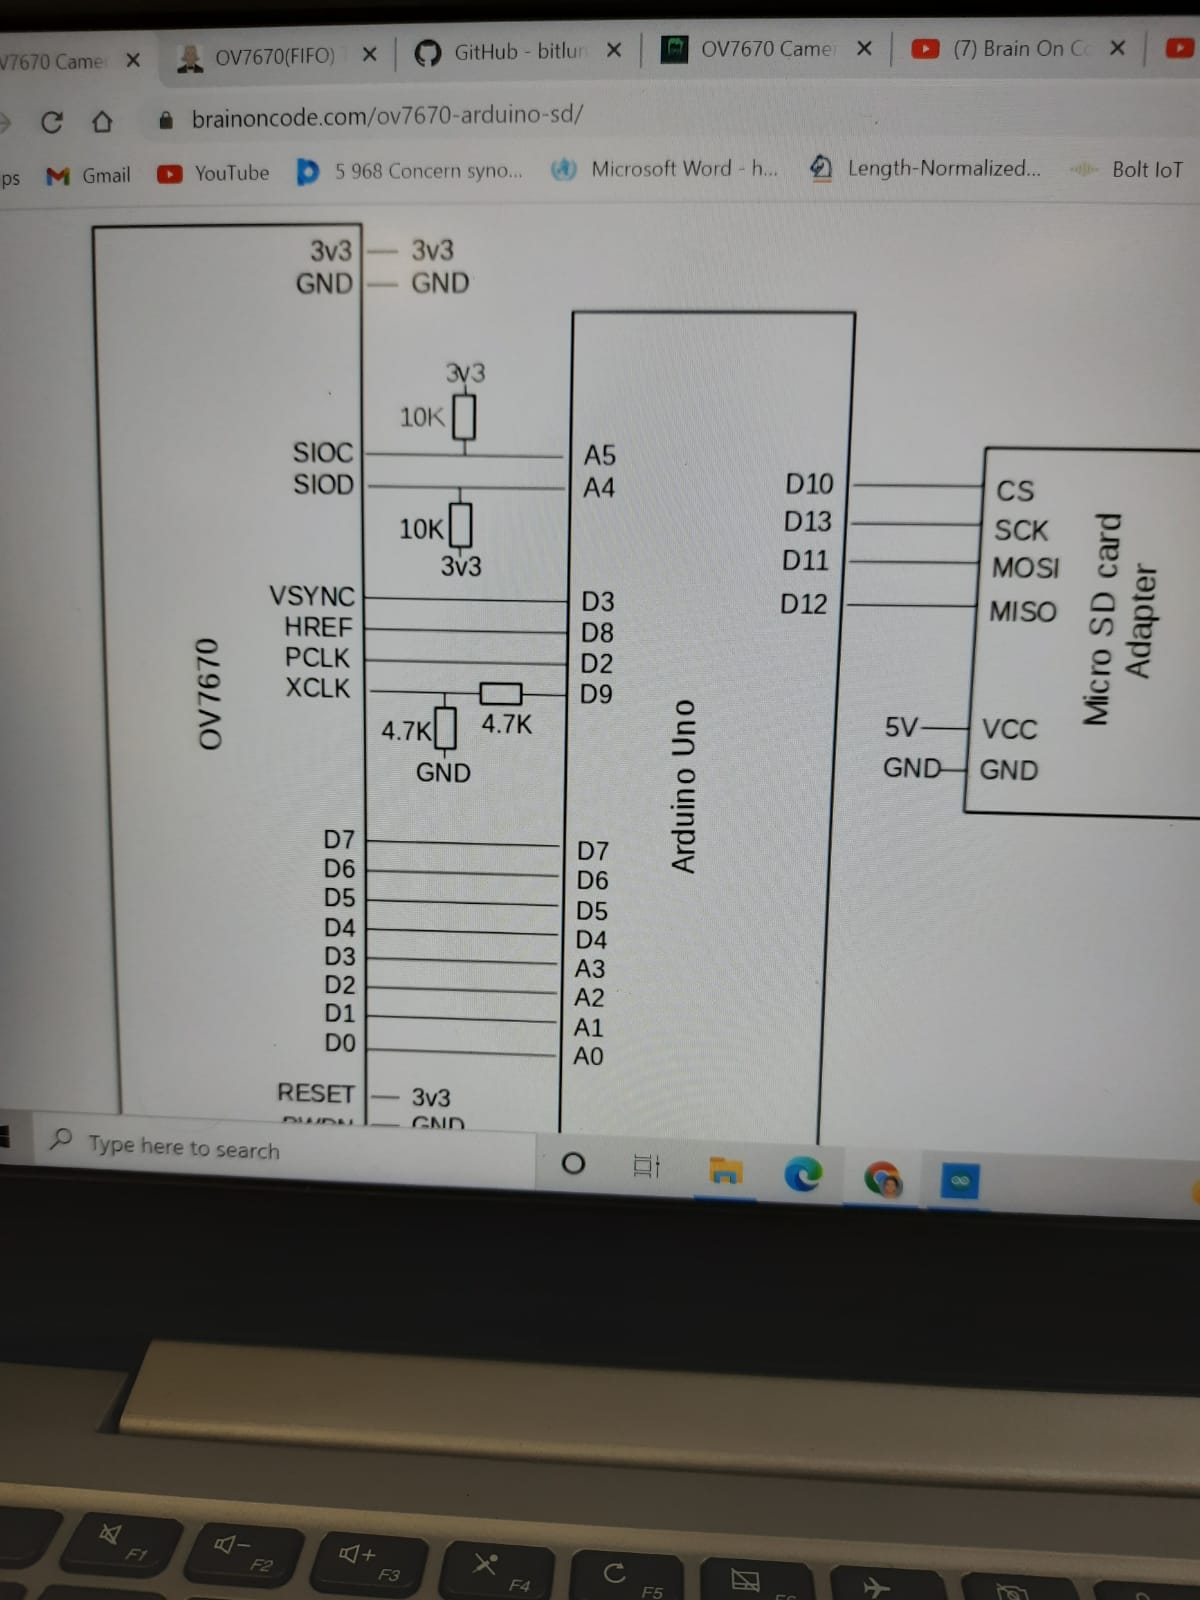 V7670 Came
OV7670(FIFO)
GitHub - bitlun
OV7670 Came
(7) Brain On Co
brainoncode.com/ov7670-arduino-sd/
ps
Gmail
YouTube
5 968 Concern syno...
Microsoft Word - h...
Length-Normalized...
Bolt IoT
3v3 3v3
GND GND
3v3
10K
SIOC A5
SIOD A4
10K
3v3
VSYNC D3
HREF D8
PCLK D2
XCLK D9
4.7K 4.7K
GND
OV7670
Arduino Uno
D7 D7
D6 D6
D5 D5
D4 D4
D3 A3
D2 A2
D1 A1
D0 A0
RESET 3v3
GND
D10 CS
D13 SCK
D11 MOSI
D12 MISO
5V VCC
GND GND
Micro SD card
Adapter
Type here to search
F1
F2
F3
F4
F5